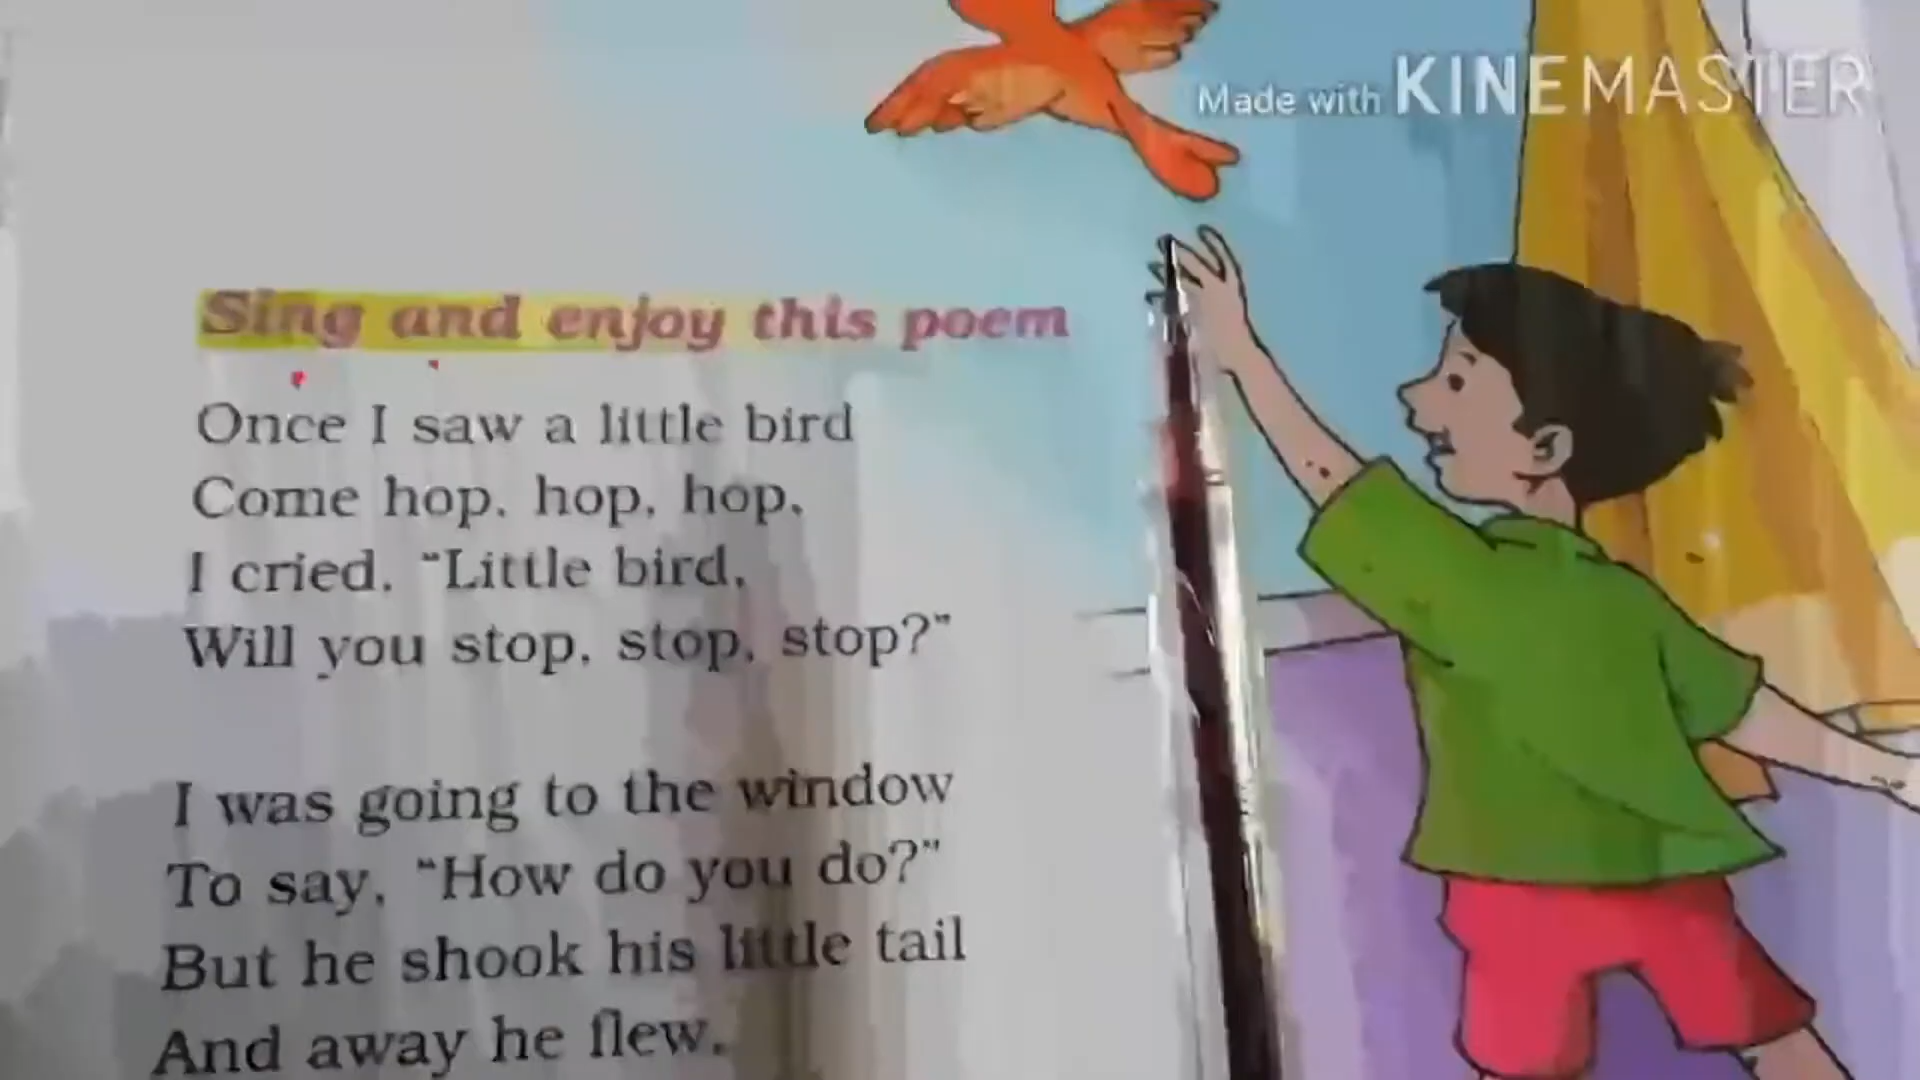 Made with KINEMASTER
Sing and enjoy this poem
Once I saw a little bird
Come hop, hop, hop,
I cried, "Little bird,
Will you stop, stop, stop?"
I was going to the window
To say, "How do you do?"
But he shook his little tail
And away he flew.